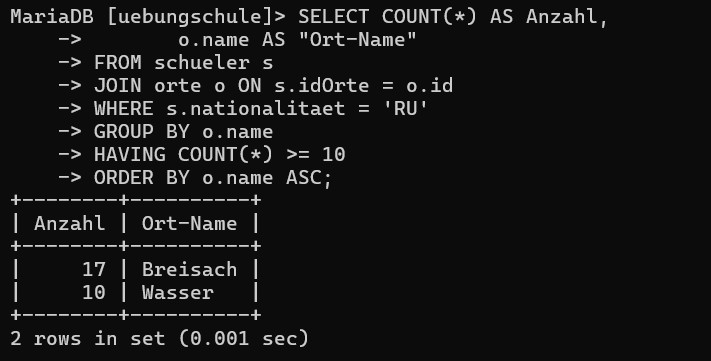 MariaDB [uebungschule]> SELECT COUNT(*) AS Anzahl,
    ->        o.name AS "Ort-Name"
    -> FROM schueler s
    -> JOIN orte o ON s.idOrte = o.id
    -> WHERE s.nationalitaet = 'RU'
    -> GROUP BY o.name
    -> HAVING COUNT(*) >= 10
    -> ORDER BY o.name ASC;
+--------+----------+
| Anzahl | Ort-Name |
+--------+----------+
|     17 | Breisach |
|     10 | Wasser   |
+--------+----------+
2 rows in set (0.001 sec)